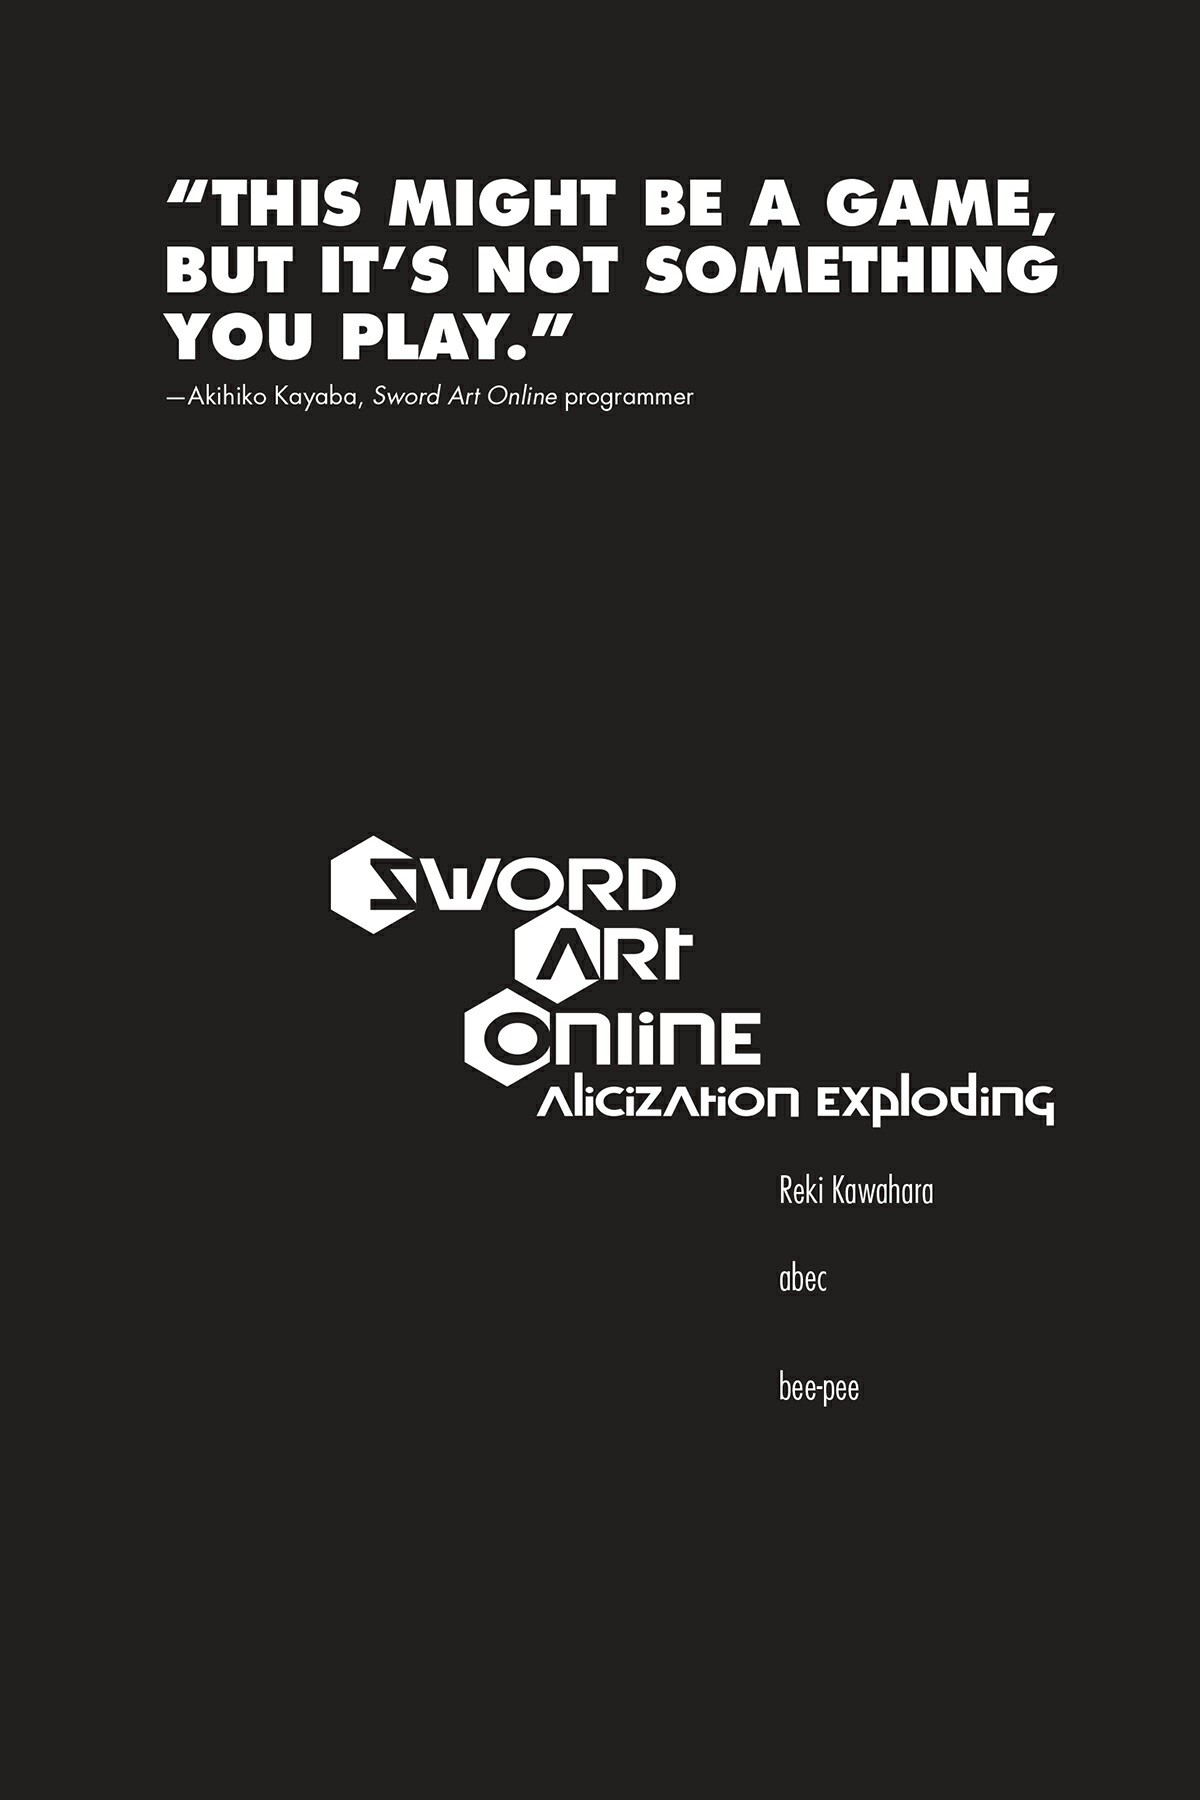 “THIS MIGHT BE A GAME,
BUT IT’S NOT SOMETHING
YOU PLAY.”
—Akihiko Kayaba, Sword Art Online programmer
SWORD
ART
ONLINE
ALICIZATION EXPLODING
Reki Kawahara
abec
bee-pee